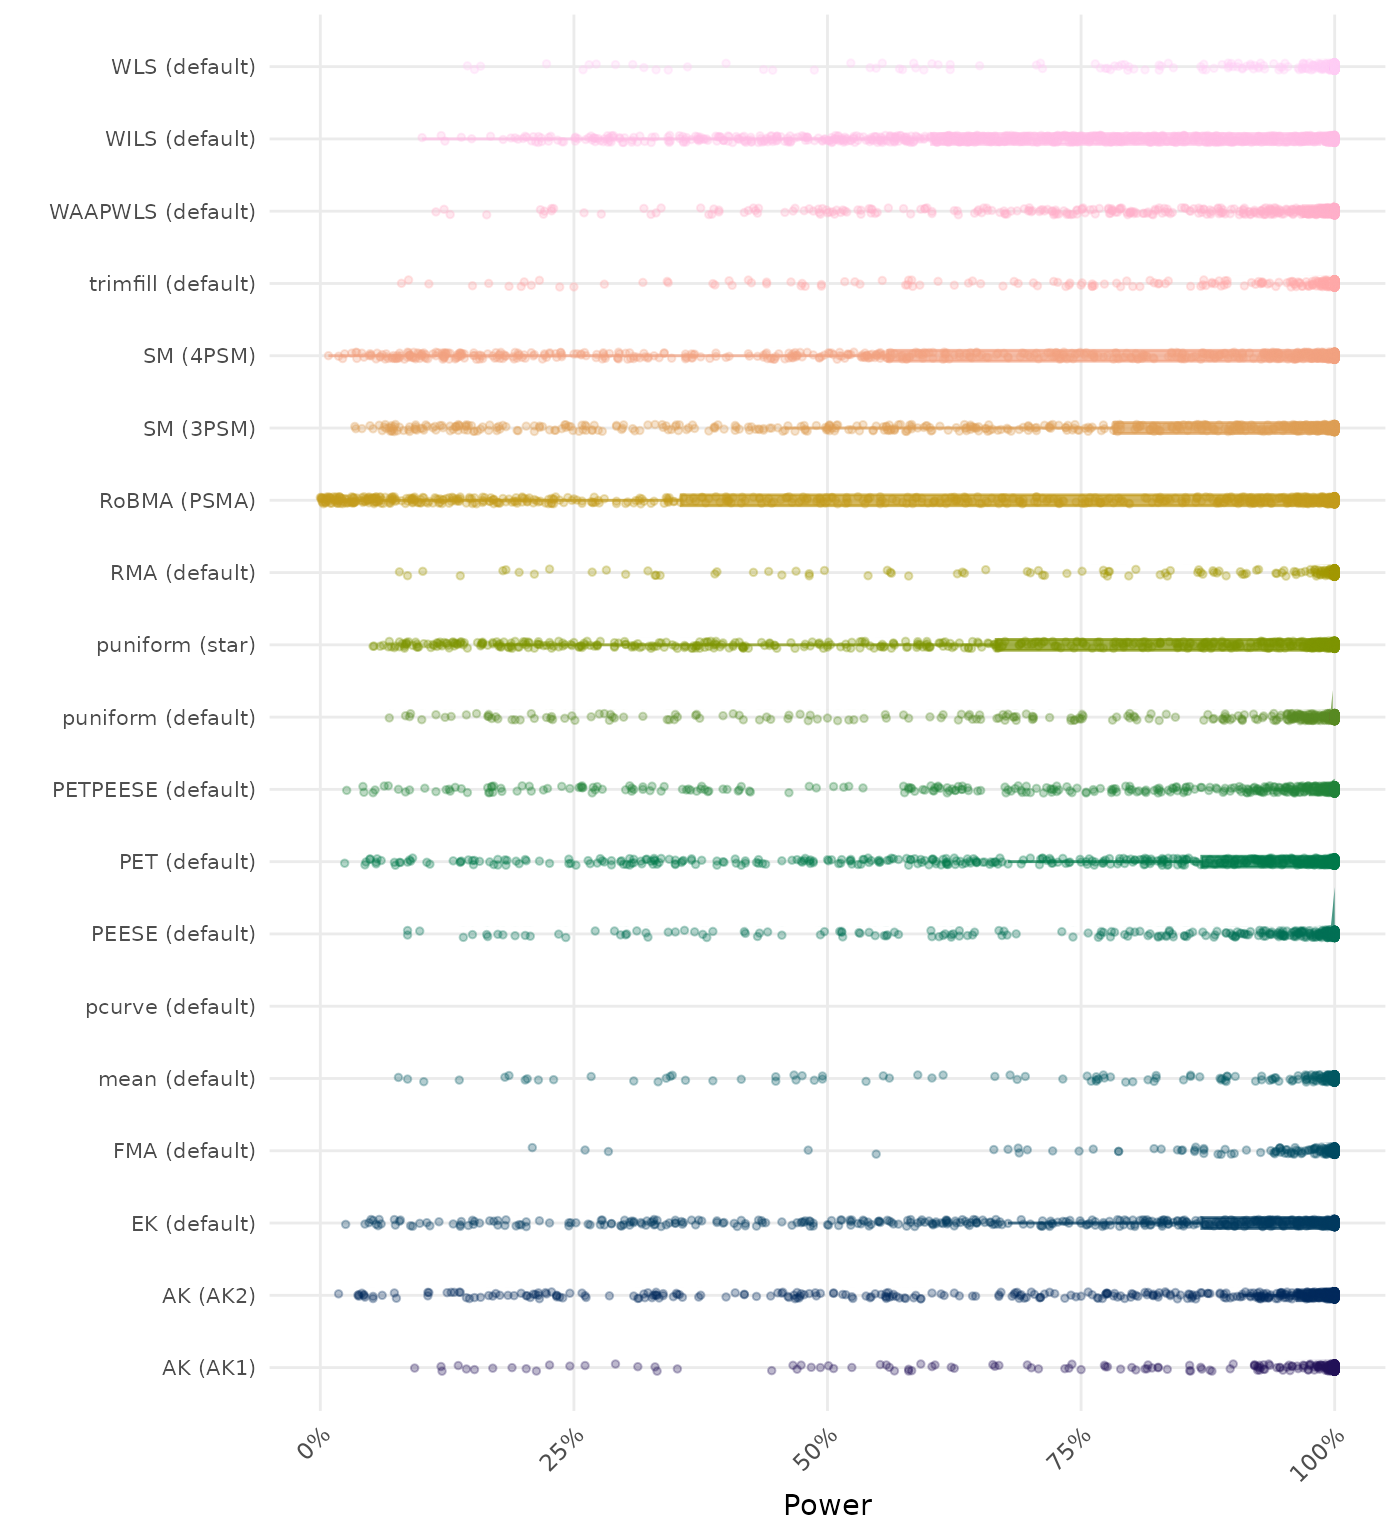 WLS (default)
WILS (default)
WAAPWLS (default)
trimfill (default)
SM (4PSM)
SM (3PSM)
RoBMA (PSMA)
RMA (default)
puniform (star)
puniform (default)
PETPEESE (default)
PET (default)
PEESE (default)
pcurve (default)
mean (default)
FMA (default)
EK (default)
AK (AK2)
AK (AK1)
0%
25%
50%
75%
100%
Power